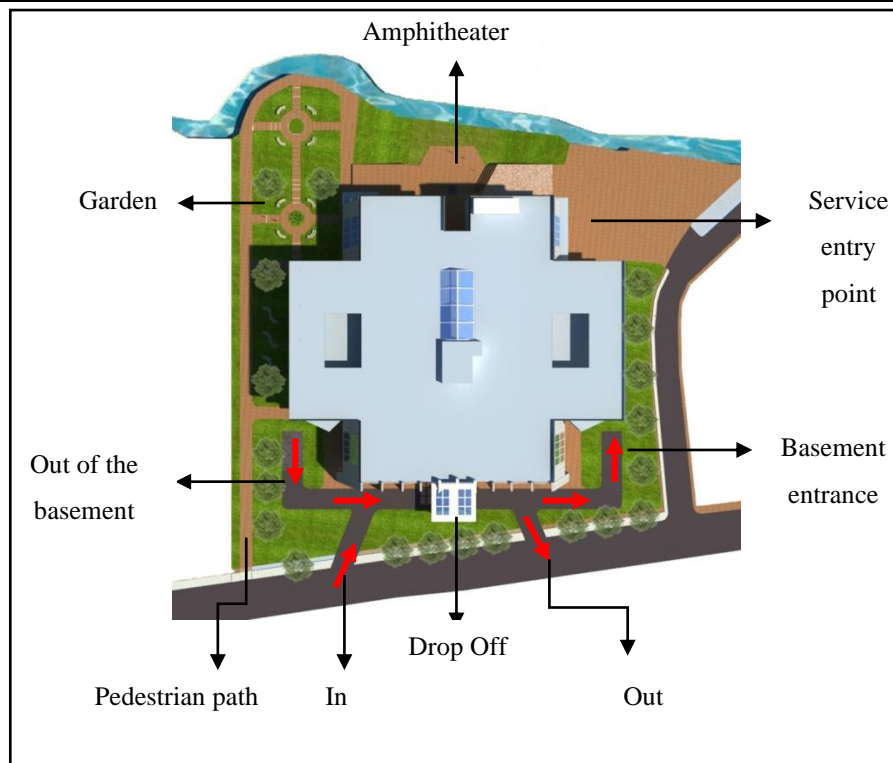 Amphitheater
Garden
Service
entry
point
Out of the
basement
Basement
entrance
Drop Off
Pedestrian path
In
Out